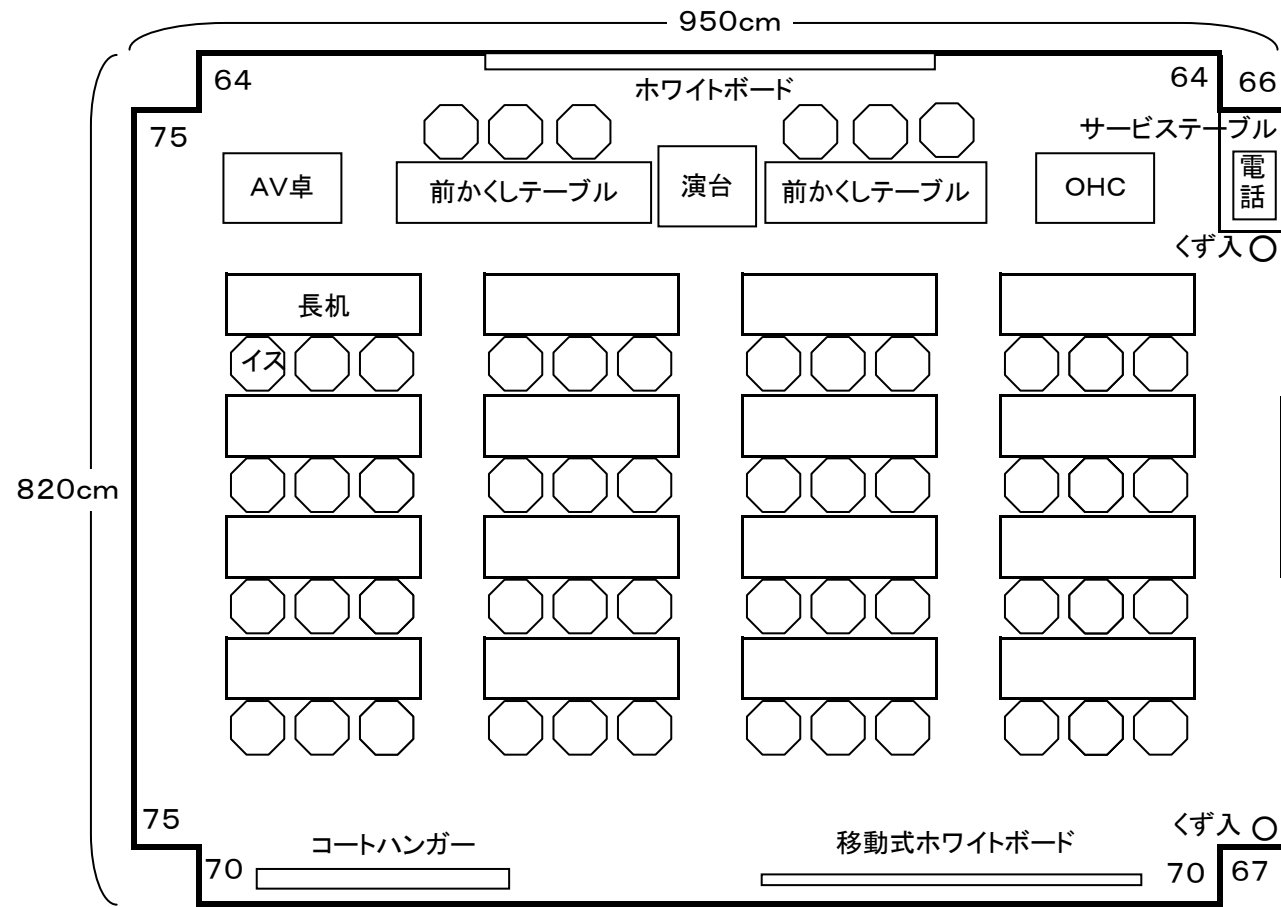 950cm
64
64
66
ホワイトボード
75
サービステーブル
AV卓
前かくしテーブル
演台
前かくしテーブル
OHC
電
話
くず入
長机
イス
820cm
75
コートハンガー
移動式ホワイトボード
くず入
70
70
67